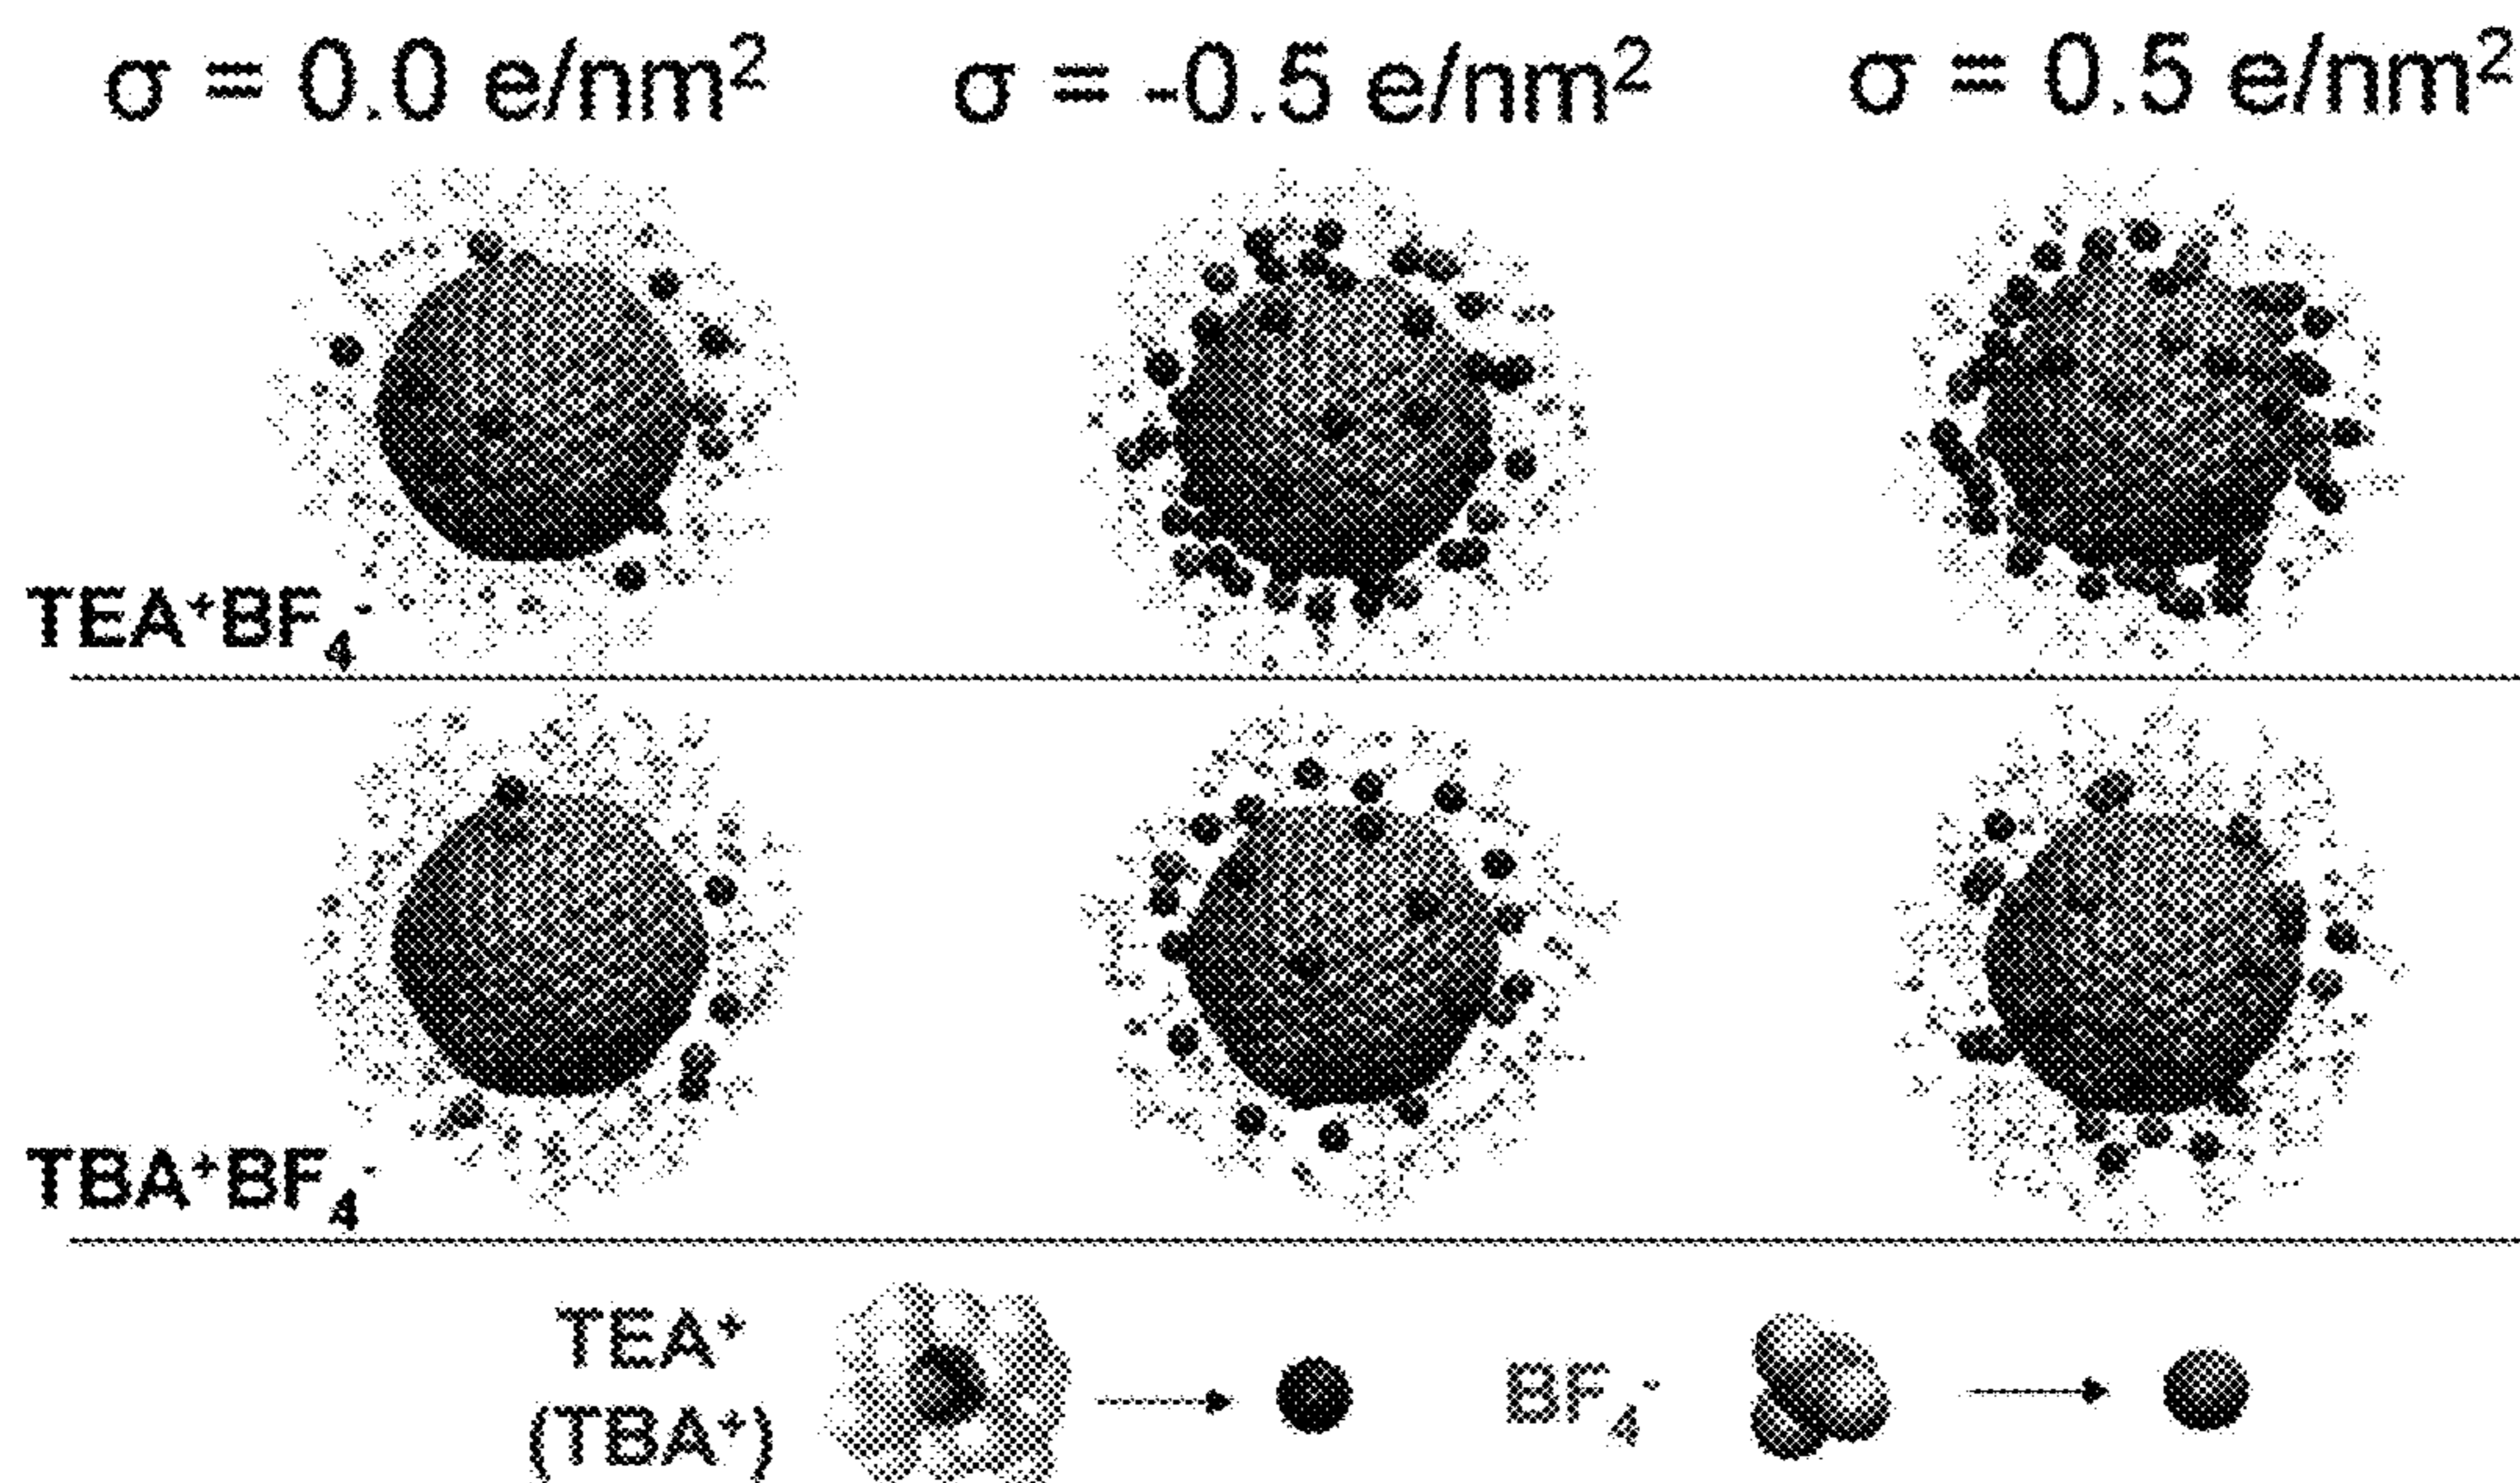 σ = 0.0 e/nm² σ = -0.5 e/nm² σ = 0.5 e/nm²
TEA⁺BF₄⁻
TBA⁺BF₄⁻
TEA⁺
(TBA⁺)
BF₄⁻